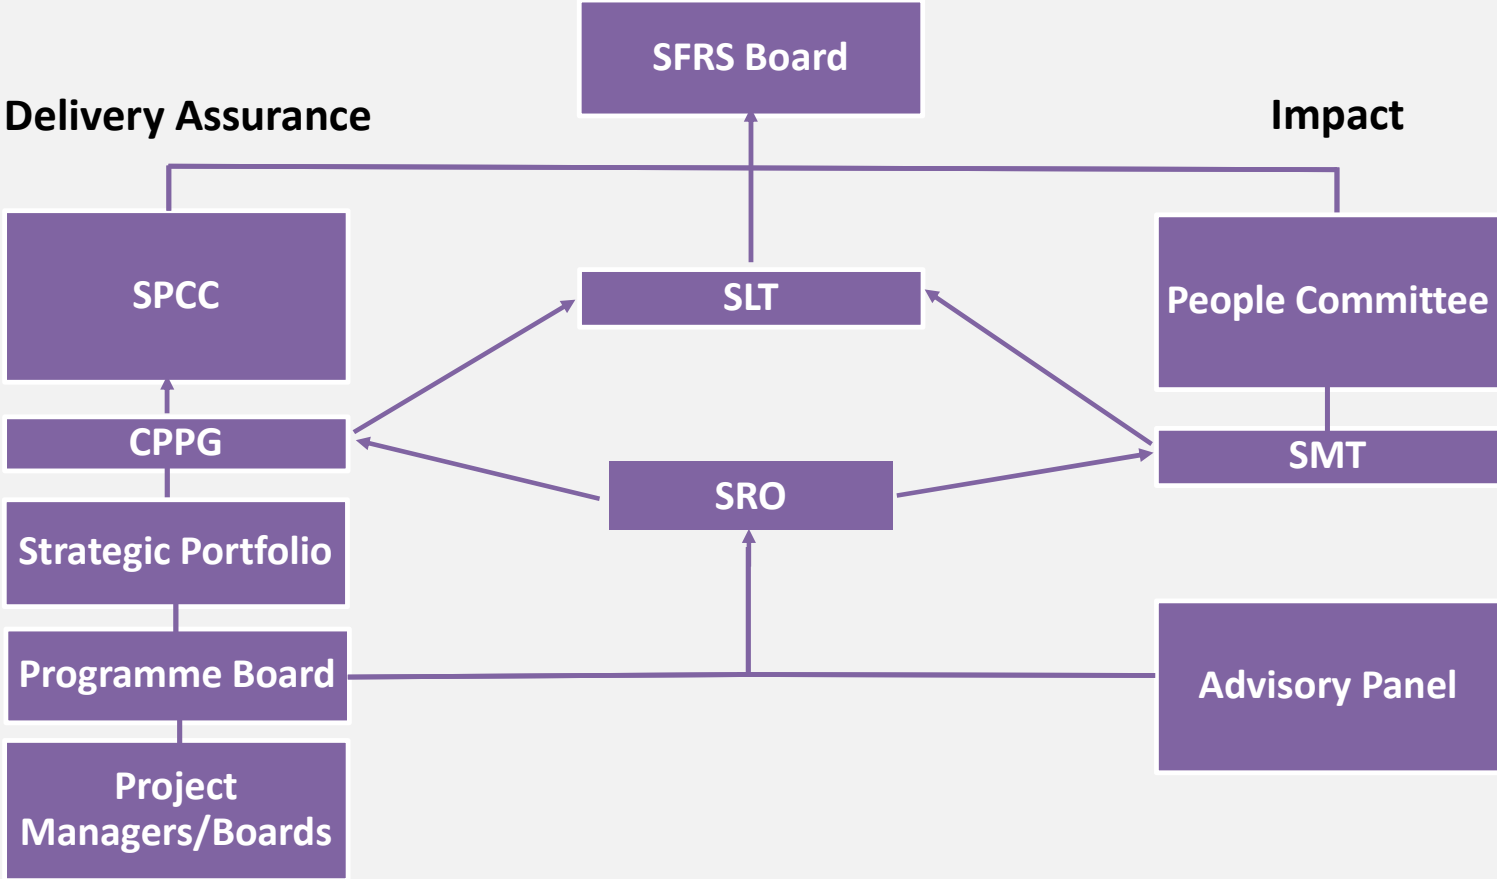 SFRS Board
Delivery Assurance
Impact
SPCC
SLT
People Committee
CPPG
SMT
SRO
Strategic Portfolio
Programme Board
Advisory Panel
Project
Managers/Boards